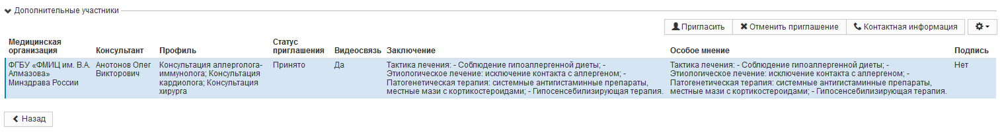 Дополнительные участники
Пригласить
Отменить приглашение
Контактная информация
Медицинская
организация
Консультант
Профиль
Статус
приглашения
Видеосвязь
Заключение
Особое мнение
Подпись
ФГБУ «ФМИЦ им. В.А.
Алмазова»
Минздрава России
Анотонов Олег
Викторович
Консультация аллерголога-
иммунолога; Консультация
кардиолога; Консультация
хирурга
Принято
Да
Тактика лечения: - Соблюдение гипоаллергенной диеты; -
Этиологическое лечение: исключение контакта с аллергеном; -
Патогенетическая терапия: системные антигистаминные препараты,
местные мази с кортикостероидами; - Гипосенсебилизирующая терапия.
Тактика лечения: - Соблюдение гипоаллергенной диеты; -
Этиологическое лечение: исключение контакта с аллергеном; -
Патогенетическая терапия: системные антигистаминные препараты,
местные мази с кортикостероидами; - Гипосенсебилизирующая терапия.
Нет
Назад